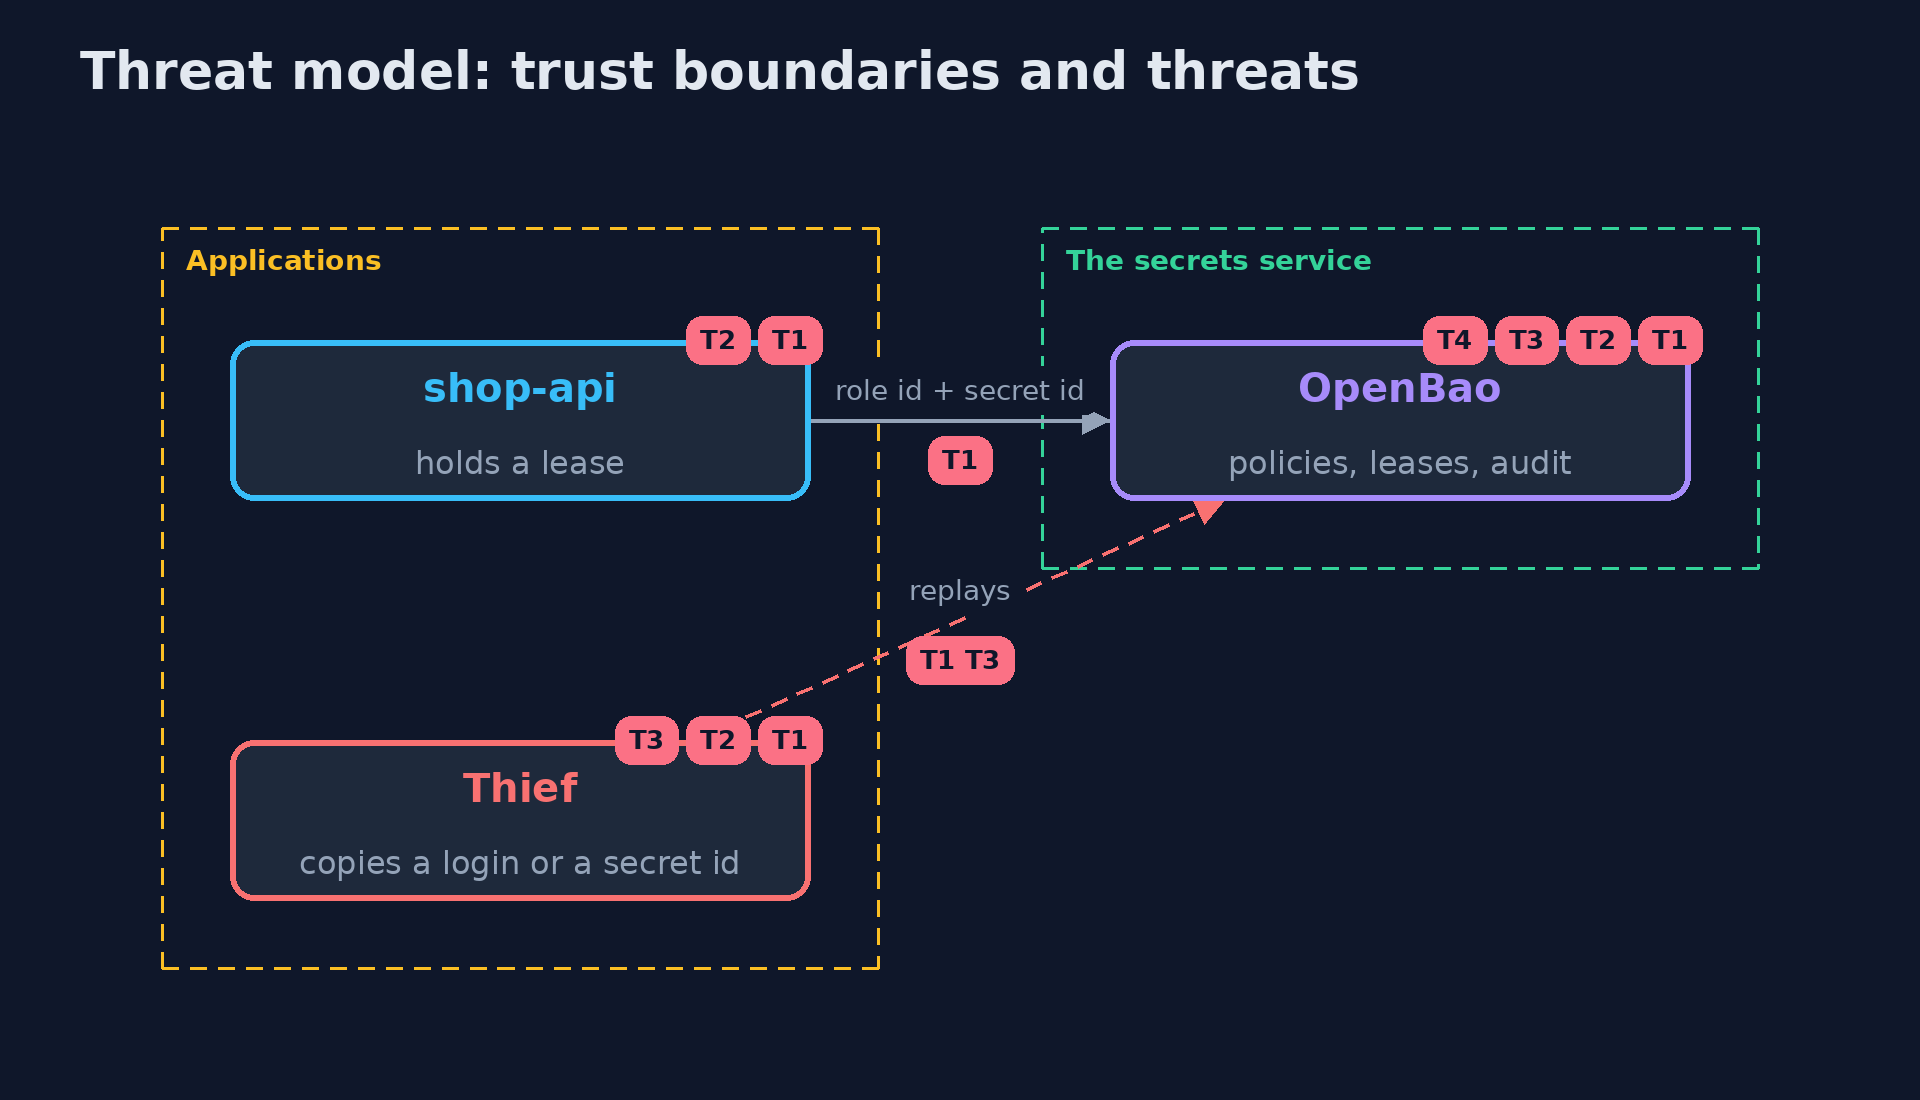 Threat model: trust boundaries and threats
Applications
T2 T1
shop-api
holds a lease
role id + secret id
T1
The secrets service
T4 T3 T2 T1
OpenBao
policies, leases, audit
replays
T1 T3
T3 T2 T1
Thief
copies a login or a secret id